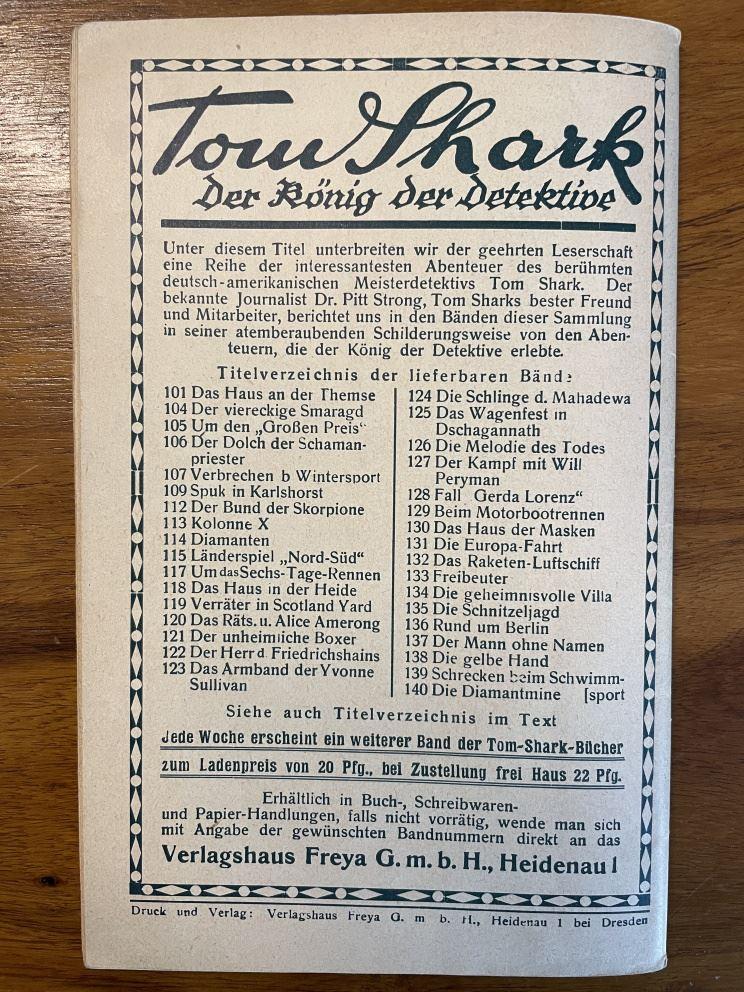 Tom Shark
der König der Detektive
Unter diesem Titel unterbreiten wir der geehrten Leserschaft
eine Reihe der interessantesten Abenteuer des berühmten
deutsch-amerikanischen Meisterdetektivs Tom Shark. Der
bekannte Journalist Dr. Pitt Strong, Tom Sharks bester Freund
und Mitarbeiter, berichtet uns in den Bänden dieser Sammlung
in seiner atemberaubenden Schilderungsweise von den Aben-
teuern, die der König der Detektive erlebte.
Titelverzeichnis der lieferbaren Bände:
101 Das Haus an der Themse
104 Der viereckige Smaragd
105 Um den „Großen Preis“
106 Der Dolch der Schaman-
priester
107 Verbrechen b Wintersport
109 Spuk in Karlshorst
112 Der Bund der Skorpione
113 Kolonne X
114 Diamanten
115 Länderspiel „Nord-Süd“
117 Um das Sechs-Tage-Rennen
118 Das Haus in der Heide
119 Verräter in Scotland Yard
120 Das Räts. u. Alice Amerong
121 Der unheimliche Boxer
122 Der Herr d. Friedrichshains
123 Das Armband der Yvonne
Sullivan
124 Die Schlinge d. Mahadewa
125 Das Wagenfest in
Dschagannath
126 Die Melodie des Todes
127 Der Kampf mit Will
Peryman
128 Fall „Gerda Lorenz“
129 Beim Motorbootrennen
130 Das Haus der Masken
131 Die Europa-Fahrt
132 Das Raketen-Luftschiff
133 Freibeuter
134 Die geheimnisvolle Villa
135 Die Schnitzeljagd
136 Rund um Berlin
137 Der Mann ohne Namen
138 Die gelbe Hand
139 Schrecken beim Schwimm-
140 Die Diamantmine [sport
Siehe auch Titelverzeichnis im Text
Jede Woche erscheint ein weiterer Band der Tom-Shark-Bücher
zum Ladenpreis von 20 Pfg., bei Zustellung frei Haus 22 Pfg.
Erhältlich in Buch-, Schreibwaren-
und Papier-Handlungen, falls nicht vorrätig, wende man sich
mit Angabe der gewünschten Bandnummern direkt an das
Verlagshaus Freya G. m. b. H., Heidenau 1
Druck und Verlag: Verlagshaus Freya G. m b. H., Heidenau 1 bei Dresden